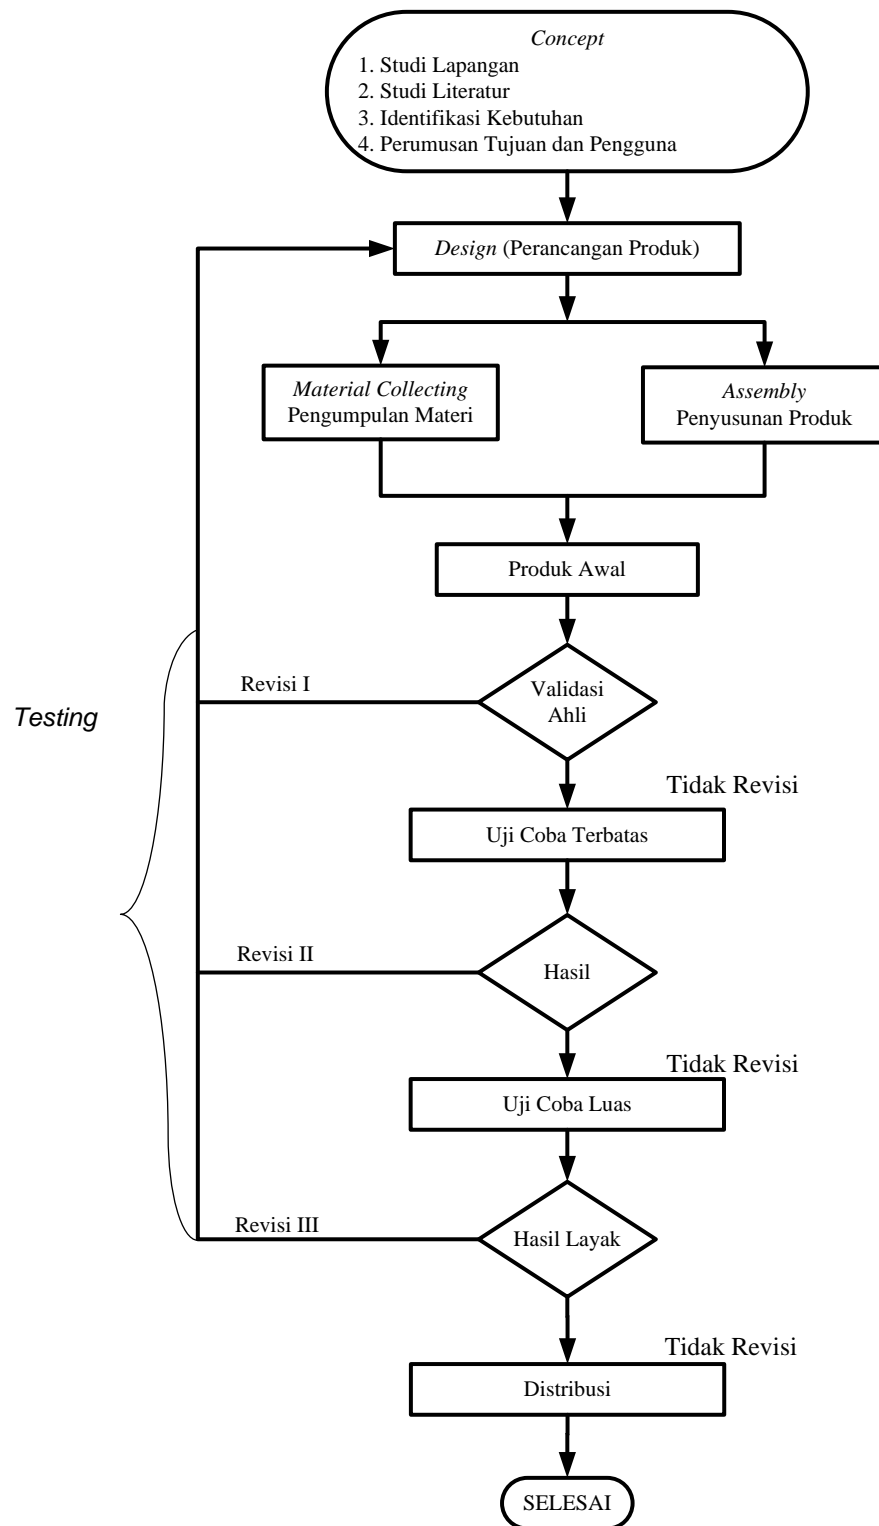 Concept
1. Studi Lapangan
2. Studi Literatur
3. Identifikasi Kebutuhan
4. Perumusan Tujuan dan Pengguna
Design (Perancangan Produk)
Material Collecting
Pengumpulan Materi
Assembly
Penyusunan Produk
Produk Awal
Revisi I
Validasi
Ahli
Testing
Tidak Revisi
Uji Coba Terbatas
Revisi II
Hasil
Tidak Revisi
Uji Coba Luas
Revisi III
Hasil Layak
Tidak Revisi
Distribusi
SELESAI